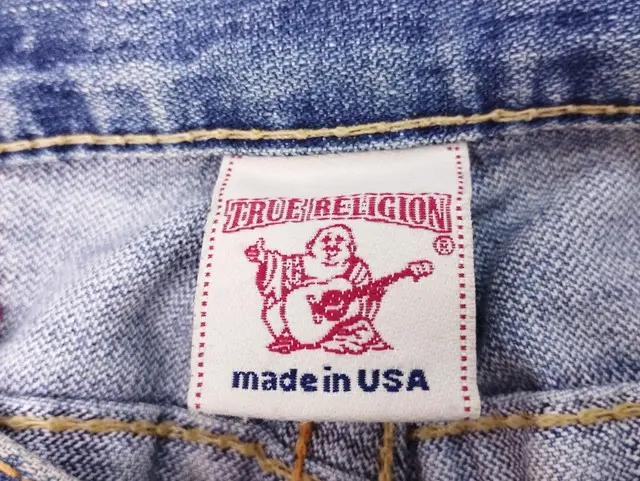 TRUE RELIGION
®
made in USA